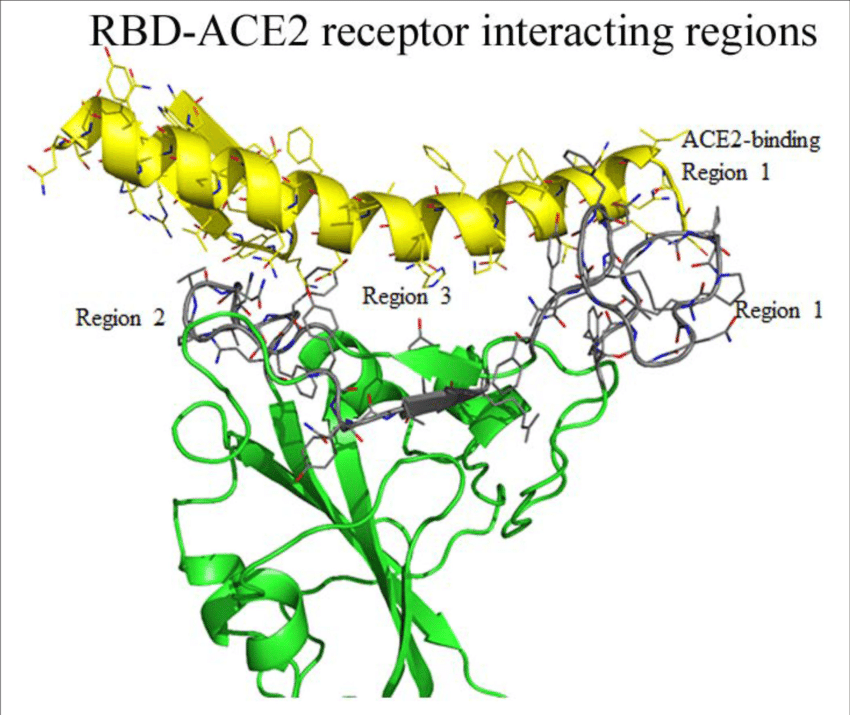 RBD-ACE2 receptor interacting regions
ACE2-binding
Region 1
Region 2
Region 3
Region 1